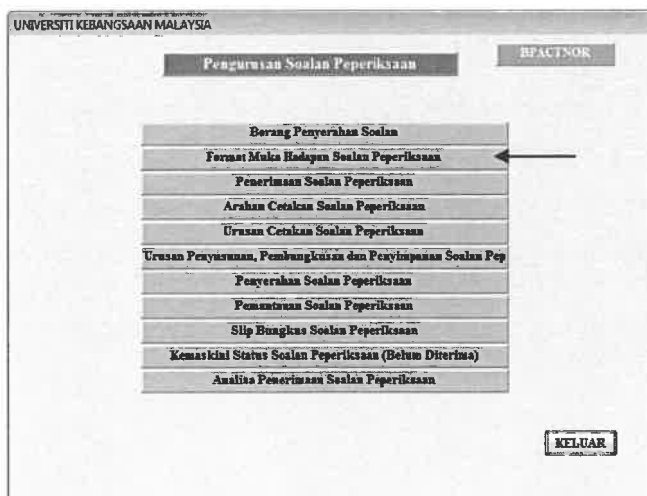 UNIVERSITI KEBANGSAAN MALAYSIA
Pengurusan Soalan Peperiksaan
BPACTNOR
Borang Penyerahan Soalan
Format Muka Hadapan Soalan Peperiksaan
Penerimaan Soalan Peperiksaan
Arahan Cetakan Soalan Peperiksaan
Urusan Cetakan Soalan Peperiksaan
Urusan Penyusunan, Pembungkusan dan Penyimpanan Soalan Pep
Penyerahan Soalan Peperiksaan
Pemantauan Soalan Peperiksaan
Slip Bungkus Soalan Peperiksaan
Kemaskini Status Soalan Peperiksaan (Belum Diterima)
Analisa Penerimaan Soalan Peperiksaan
KELUAR